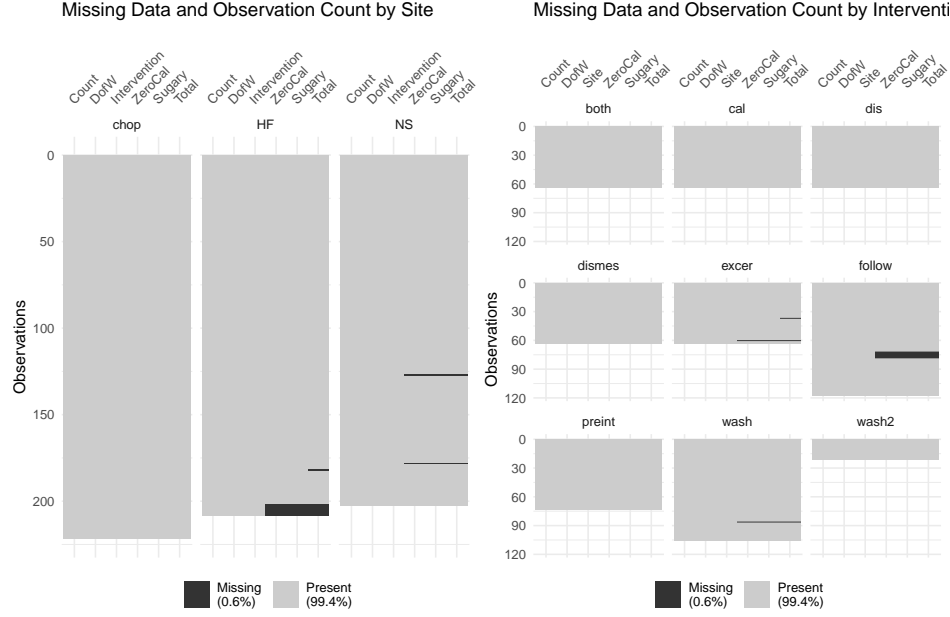 Missing Data and Observation Count by Site
Count
DofW
Intervention
ZeroCal
Sugary
Total
Count
DofW
Intervention
ZeroCal
Sugary
Total
Count
DofW
Intervention
ZeroCal
Sugary
Total
chop
HF
NS
0
50
100
150
200
Observations
Missing
(0.6%)
Present
(99.4%)
Missing Data and Observation Count by Interventi
Count
DofW
Site
ZeroCal
Sugary
Total
Count
DofW
Site
ZeroCal
Sugary
Total
Count
DofW
Site
ZeroCal
Sugary
Total
both
cal
dis
0
30
60
90
120
dismes
excer
follow
0
30
60
90
120
preint
wash
wash2
0
30
60
90
120
Observations
Missing
(0.6%)
Present
(99.4%)